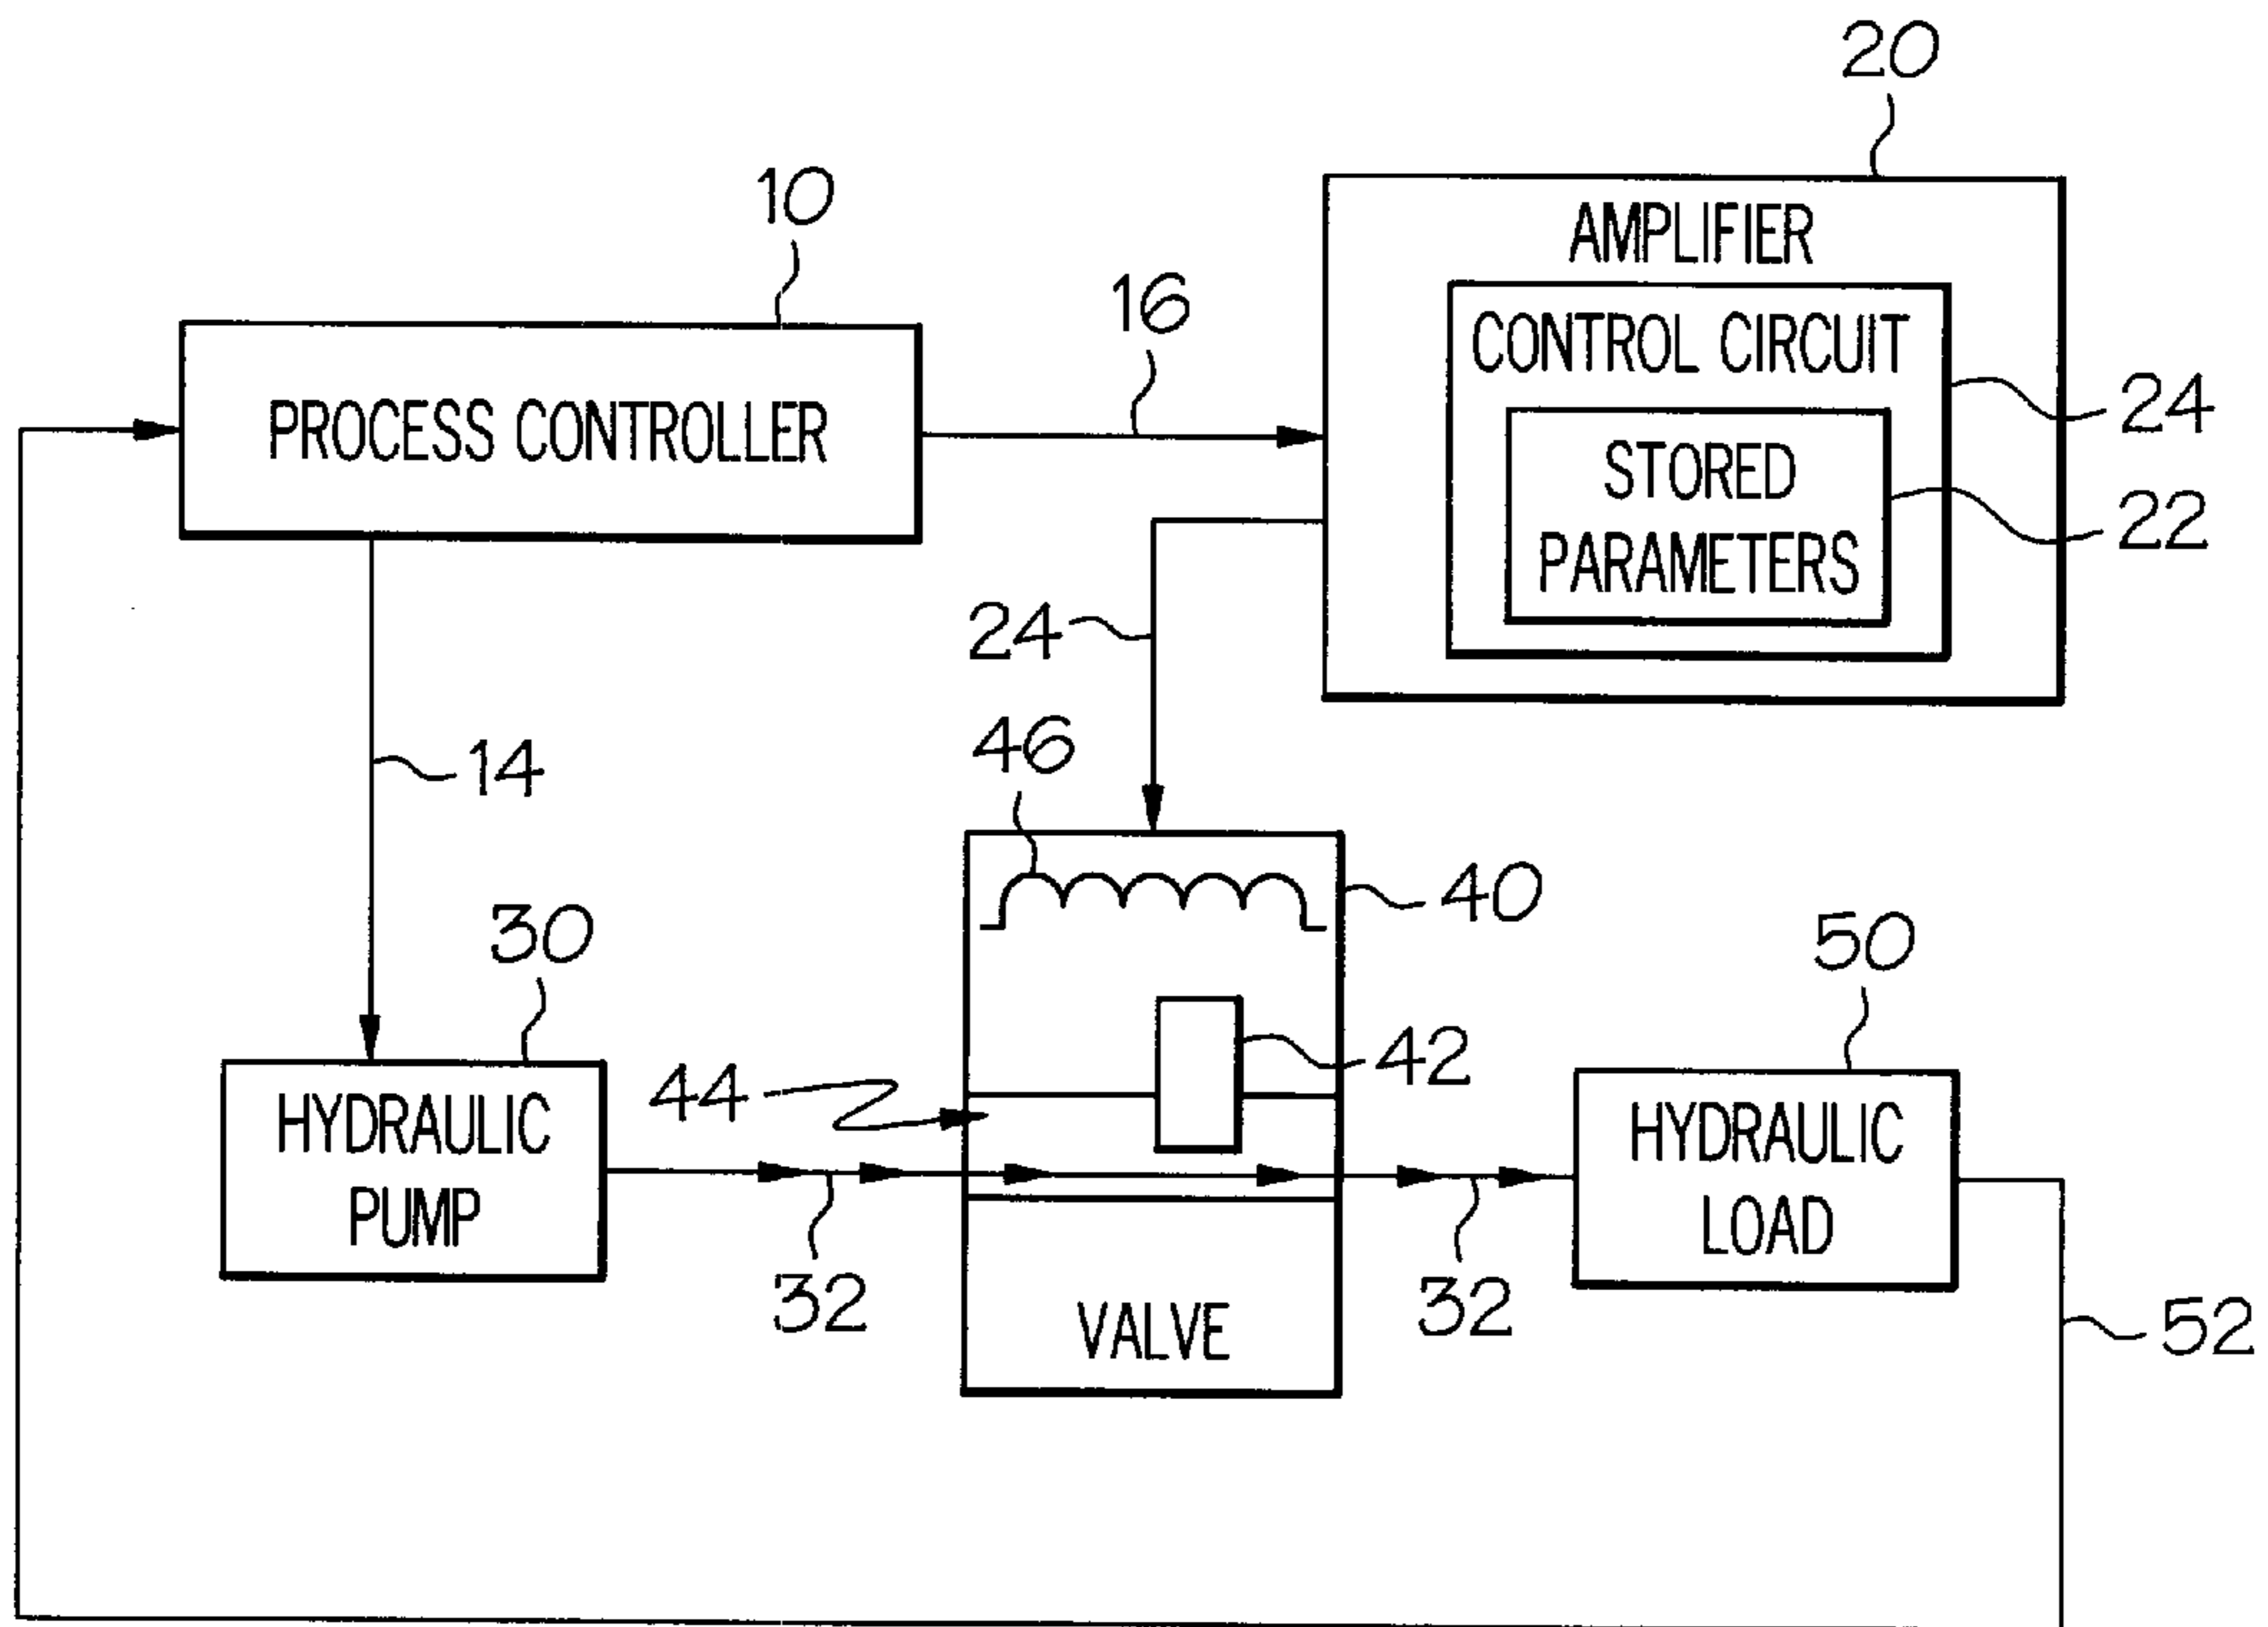 20
10
AMPLIFIER
16
CONTROL CIRCUIT
24
PROCESS CONTROLLER
STORED
PARAMETERS
22
24
46
14
40
30
50
42
44
HYDRAULIC
PUMP
HYDRAULIC
LOAD
32
32
VALVE
52